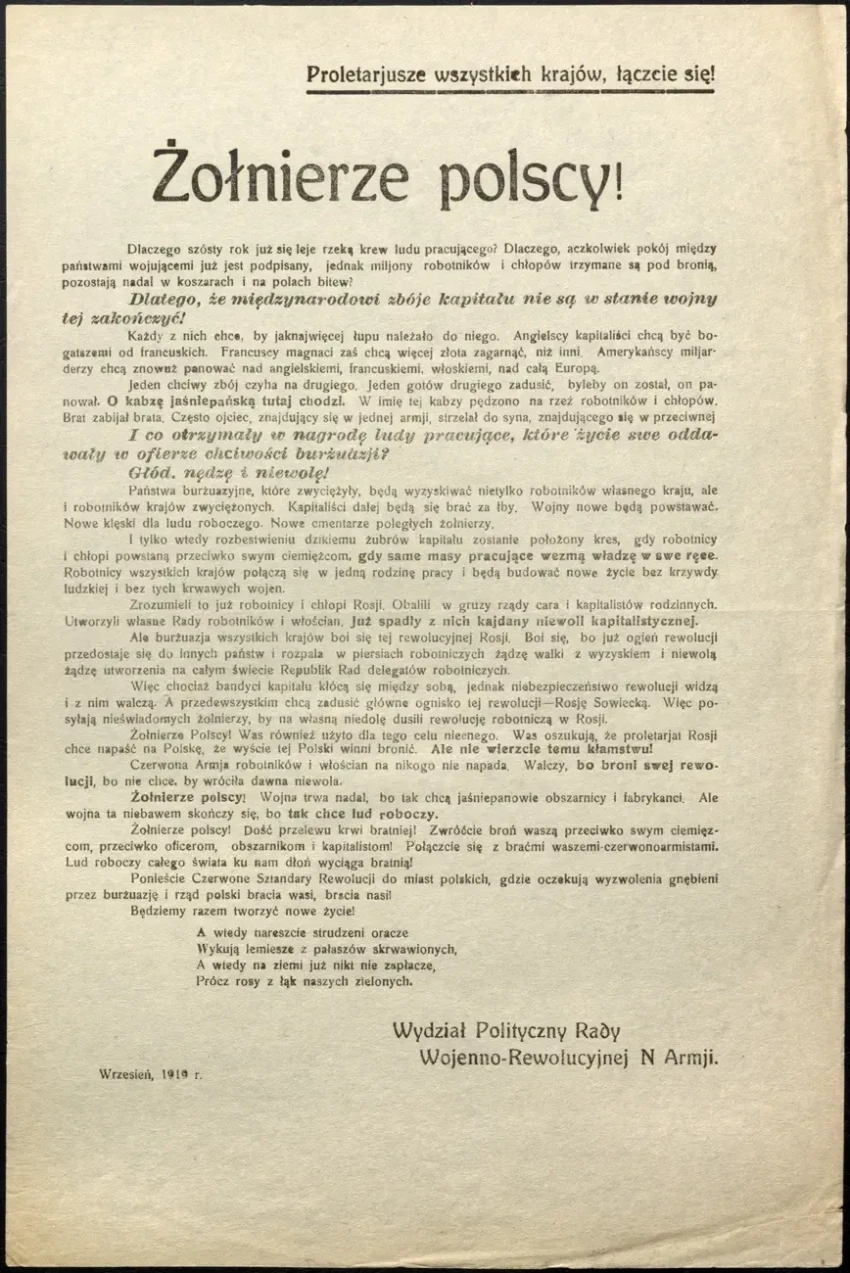 Proletarjusze wszystkich krajów, łączcie się!
Żołnierze polscy!
Dlaczego szósty rok już się leje rzeką krew ludu pracującego? Dlaczego, aczkolwiek pokój między
państwami wojującemi już jest podpisany, jednak miljony robotników i chłopów trzymane są pod bronią,
pozostają nadal w koszarach i na polach bitew?
Dlatego, że międzynarodowi zbóje kapitału nie są w stanie wojny
tej zakończyć!
Każdy z nich chce, by jaknajwięcej łupu należało do niego. Angielscy kapitaliści chcą być bo-
gatszemi od francuskich. Francuscy magnaci zaś chcą więcej złota zagarnąć, niż inni. Amerykańscy miljar-
derzy chcą znowuż panować nad angielskiemi, francuskiemi, włoskiemi, nad całą Europą.
Jeden chciwy zbój czyha na drugiego. Jeden gotów drugiego zadusić, byleby on został, on pa-
nował. O kabzę jaśniepańską tutaj chodzi. W imię tej kabzy pędzono na rzeź robotników i chłopów.
Brat zabijał brata. Często ojciec, znajdujący się w jednej armji, strzelał do syna, znajdującego się w przeciwnej
I co otrzymały w nagrodę ludy pracujące, które życie swe odda-
wały w ofierze chciwości burżuazji?
Głód, nędzę i niewolę!
Państwa burżuazyjne, które zwyciężyły, będą wyzyskiwać nietylko robotników własnego kraju, ale
i robotników krajów zwyciężonych. Kapitaliści dalej będą się brać za łby. Wojny nowe będą powstawać.
Nowe klęski dla ludu roboczego. Nowe cmentarze poległych żołnierzy.
I tylko wtedy rozbestwieniu dzikiemu żubrów kapitału zostanie położony kres, gdy robotnicy
i chłopi powstaną przeciwko swym ciemiężcom, gdy same masy pracujące wezmą władzę w swe ręce.
Robotnicy wszystkich krajów połączą się w jedną rodzinę pracy i będą budować nowe życie bez krzywdy
ludzkiej i bez tych krwawych wojen.
Zrozumieli to już robotnicy i chłopi Rosji. Obalili w gruzy rządy cara i kapitalistów rodzinnych.
Utworzyli własne Rady robotników i włościan. Już spadły z nich kajdany niewoli kapitalistycznej.
Ale burżuazja wszystkich krajów boi się tej rewolucyjnej Rosji. Boi się, bo już ogień rewolucji
przedostaje się do innych państw i rozpala w piersiach robotniczych żądzę walki z wyzyskiem i niewolą
żądzę utworzenia na całym świecie Republik Rad delegatów robotniczych.
Więc chociaż bandyci kapitału kłócą się między sobą, jednak niebezpieczeństwo rewolucji widzą
i z nim walczą. A przedewszystkim chcą zadusić główne ognisko tej rewolucji—Rosję Sowiecką. Więc po-
syłają nieświadomych żołnierzy, by na własną niedolę dusili rewolucję robotniczą w Rosji.
Żołnierze Polscy! Was również użyto dla tego celu niecnego. Was oszukują, że proletarjat Rosji
chce napaść na Polskę, że wyście tej Polski winni bronić. Ale nie wierzcie temu kłamstwu!
Czerwona Armja robotników i włościan na nikogo nie napada. Walczy, bo broni swej rewo-
lucji, bo nie chce, by wróciła dawna niewola.
Żołnierze polscy! Wojna trwa nadal, bo tak chcą jaśniepanowie obszarnicy i fabrykanci. Ale
wojna ta niebawem skończy się, bo tak chce lud roboczy.
Żołnierze polscy! Dość przelewu krwi bratniej! Zwróćcie broń waszą przeciwko swym ciemięz-
com, przeciwko oficerom, obszarnikom i kapitalistom! Połączcie się z braćmi waszemi-czerwonoarmistami.
Lud roboczy całego świata ku nam dłoń wyciąga bratnią!
Ponieście Czerwone Sztandary Rewolucji do miast polskich, gdzie oczekują wyzwolenia gnębieni
przez burżuazję i rząd polski bracia wasi, bracia nasi!
Będziemy razem tworzyć nowe życie!
A wtedy nareszcie strudzeni oracze
Wykują lemiesze z pałaszów skrwawionych,
A wtedy na ziemi już nikt nie zapłacze,
Prócz rosy z łąk naszych zielonych.
Wydział Polityczny Rady
Wojenno-Rewolucyjnej N Armji.
Wrzesień, 1919 r.